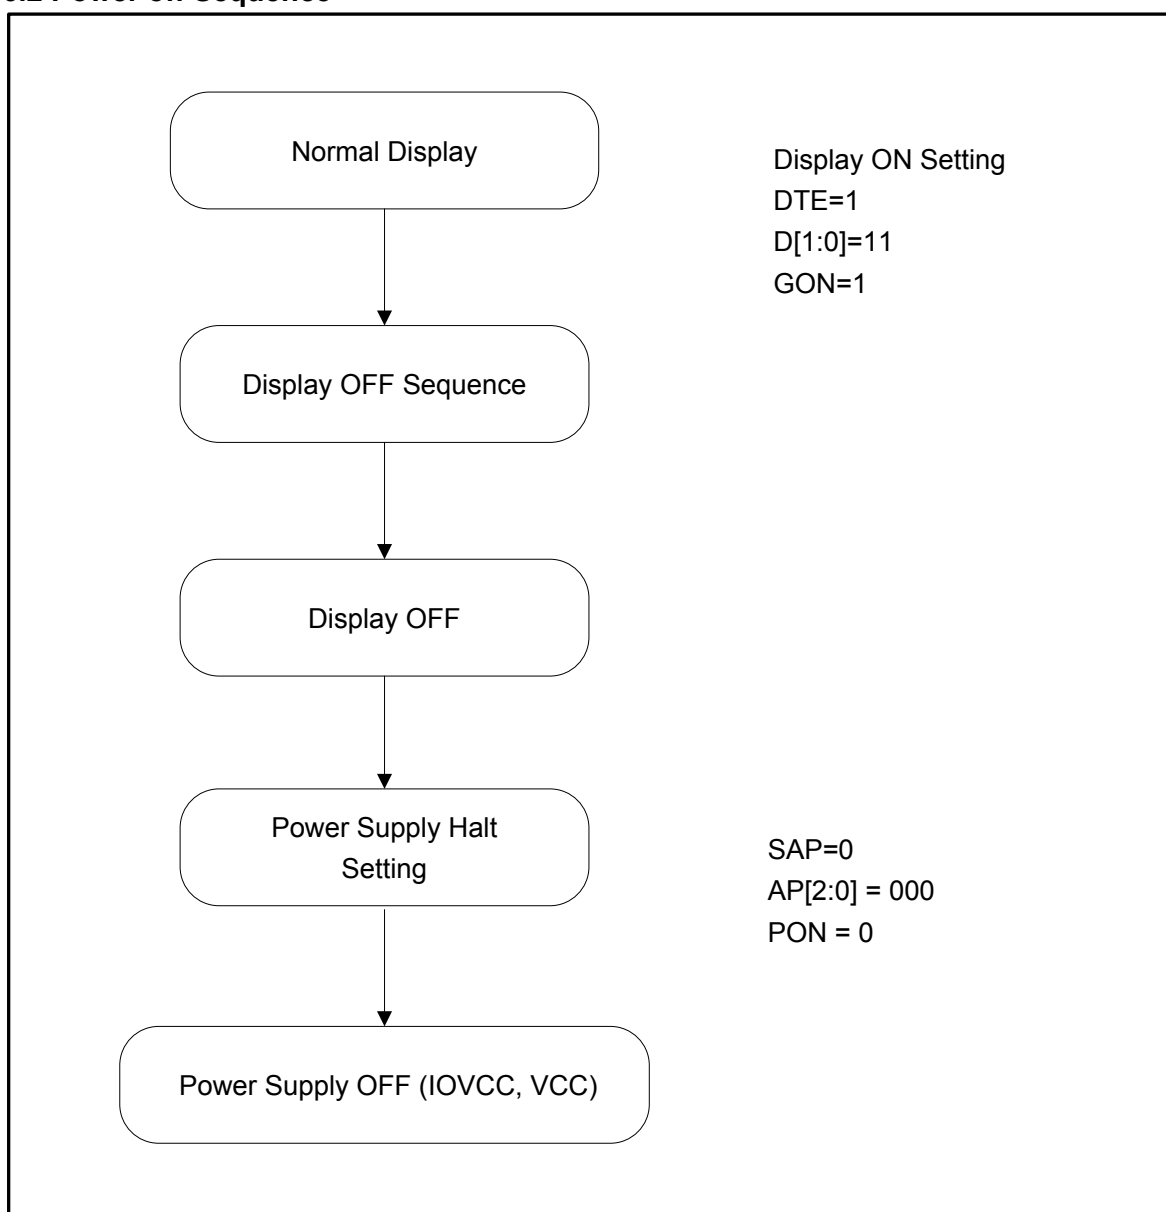 Normal Display
Display ON Setting
DTE=1
D[1:0]=11
GON=1
Display OFF Sequence
Display OFF
Power Supply Halt
Setting
SAP=0
AP[2:0] = 000
PON = 0
Power Supply OFF (IOVCC, VCC)